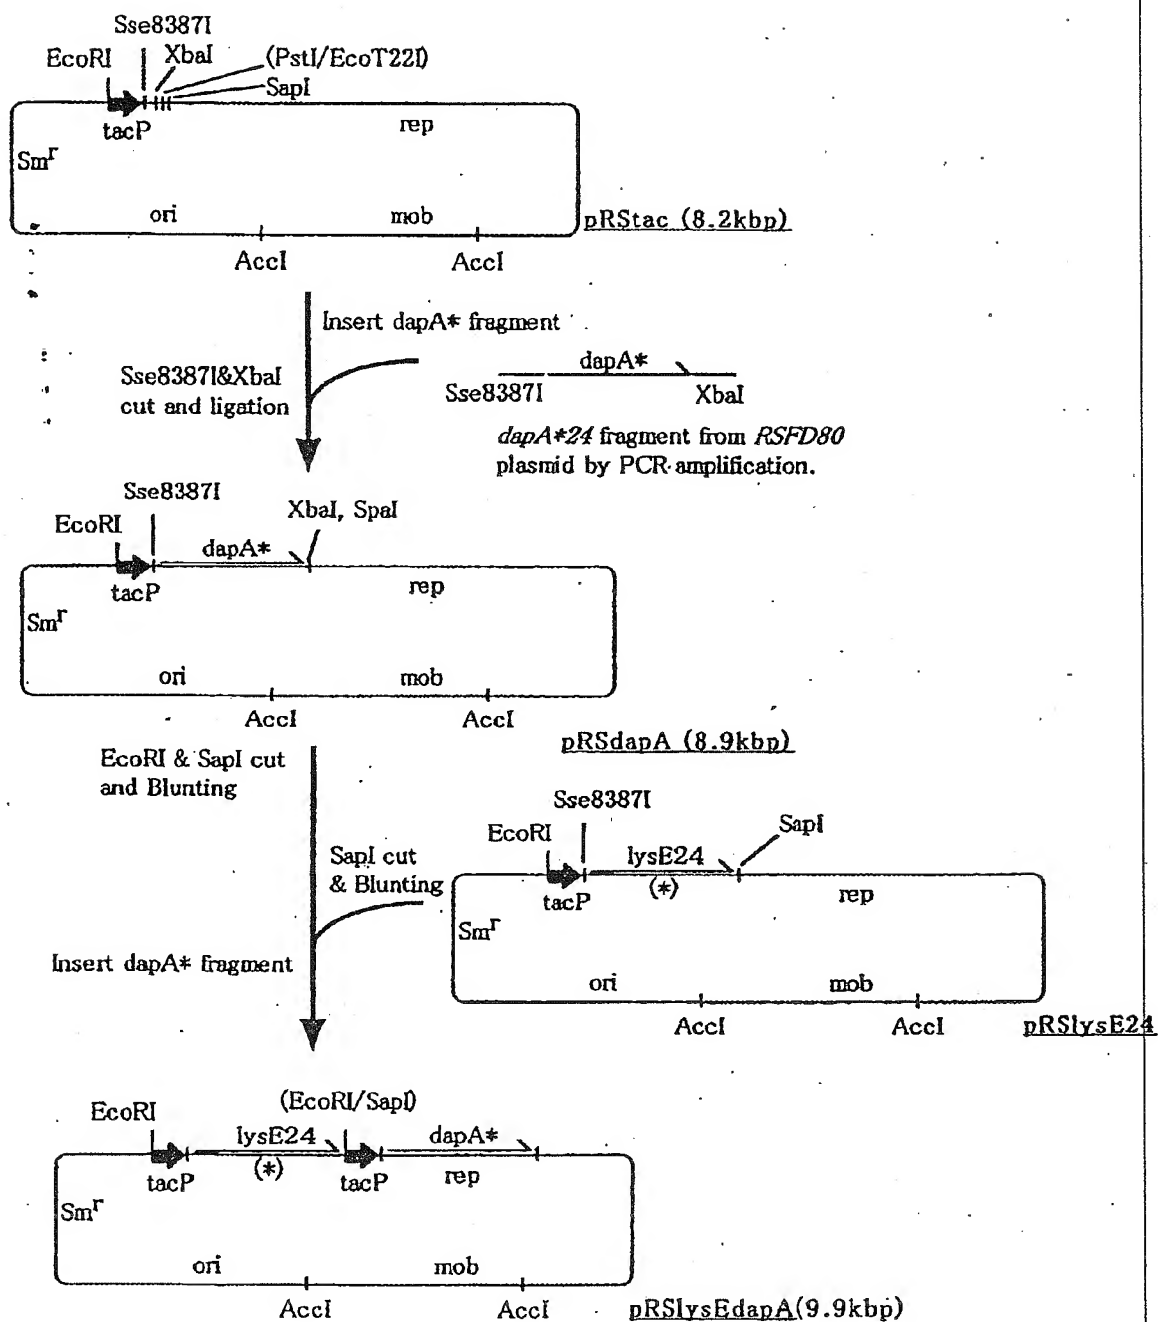 Sse8387I
EcoRI XbaI (PstI/EcoT22I)
SapI
tacP rep
Smr
ori mob
pRStac (8.2kbp)
AccI AccI
Insert dapA* fragment
Sse8387I&XbaI
cut and ligation
dapA*
Sse8387I XbaI
dapA*24 fragment from RSFD80
plasmid by PCR amplification.
Sse8387I
EcoRI XbaI, SpaI
dapA*
tacP rep
Smr
ori mob
AccI AccI
pRSdapA (8.9kbp)
EcoRI & SapI cut
and Blunting
Sse8387I
EcoRI SapI
lysE24
(*)
tacP rep
Smr
SapI cut
& Blunting
Insert dapA* fragment
ori mob
AccI AccI
pRSlysE24
EcoRI (EcoRI/SapI)
lysE24 dapA*
(*)
tacP tacP rep
Smr
ori mob
AccI AccI
pRSlysEdapA(9.9kbp)